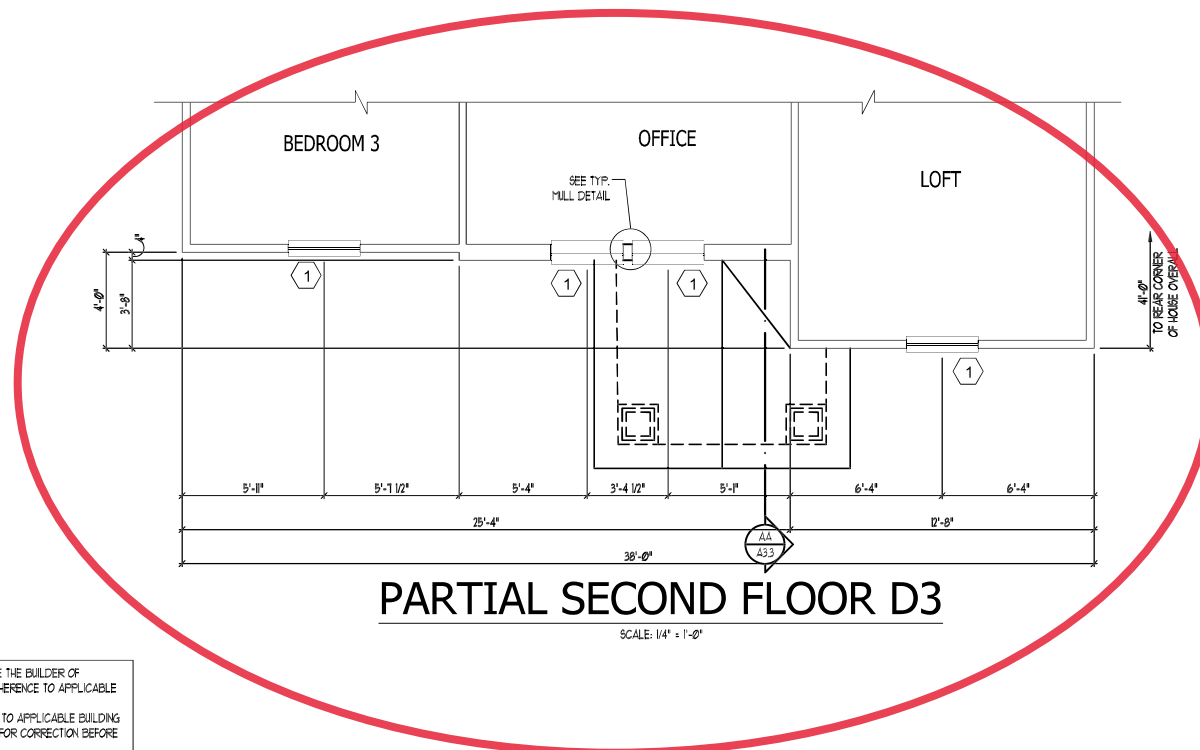 BEDROOM 3
OFFICE
LOFT
SEE TYP.
MULL DETAIL
4"
4'-0"
3'-8"
1
1
1
1
41'-0"
TO REAR CORNER
OF HOUSE OVERALL
5'-11"
5'-7 1/2"
5'-4"
3'-4 1/2"
5'-1"
6'-4"
6'-4"
25'-4"
12'-8"
38'-0"
AA
A3.3
PARTIAL SECOND FLOOR D3
SCALE: 1/4" = 1'-0"
THE BUILDER OF
HERENCE TO APPLICABLE
TO APPLICABLE BUILDING
FOR CORRECTION BEFORE